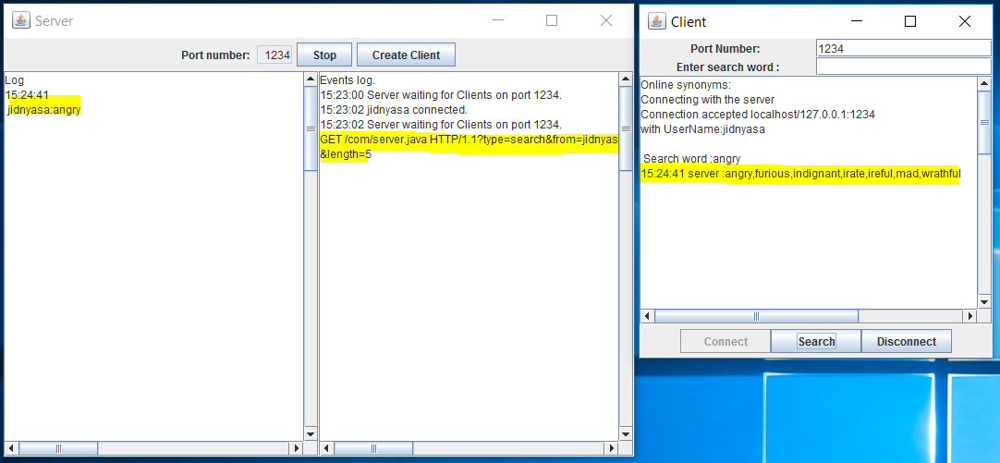 Server
Port number: 1234 Stop Create Client
Log
15:24:41
jidnyasa:angry
Events log.
15:23:00 Server waiting for Clients on port 1234.
15:23:02 jidnyasa connected.
15:23:02 Server waiting for Clients on port 1234.
GET /com/server.java HTTP/1.1?type=search&from=jidnyas
&length=5
Client
Port Number: 1234
Enter search word :
Online synonyms:
Connecting with the server
Connection accepted localhost/127.0.0.1:1234
with UserName:jidnyasa
Search word :angry
15:24:41 server :angry,furious,indignant,irate,ireful,mad,wrathful
Connect Search Disconnect